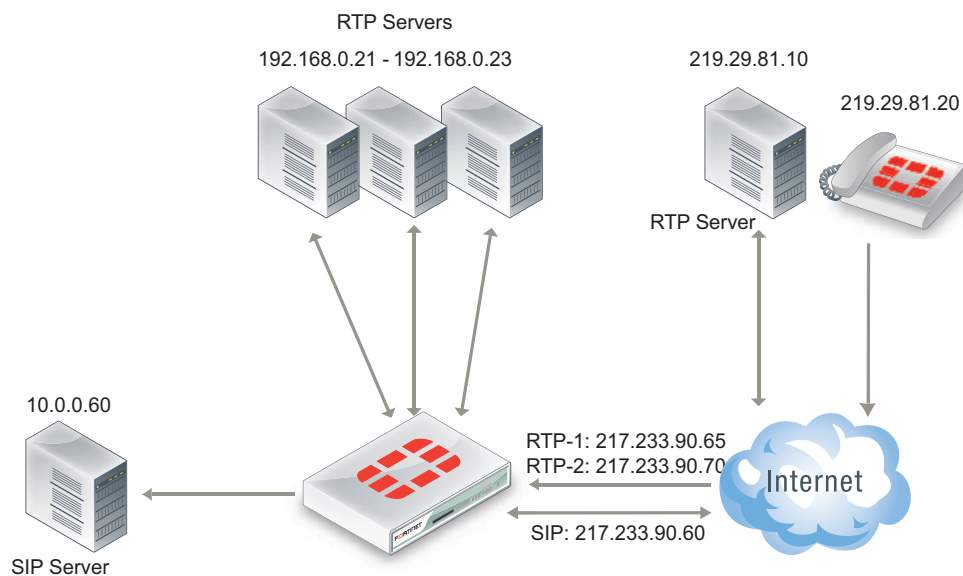 RTP Servers
192.168.0.21 - 192.168.0.23
219.29.81.10
219.29.81.20
RTP Server
10.0.0.60
RTP-1: 217.233.90.65
RTP-2: 217.233.90.70
Internet
SIP: 217.233.90.60
FORTINET
SIP Server